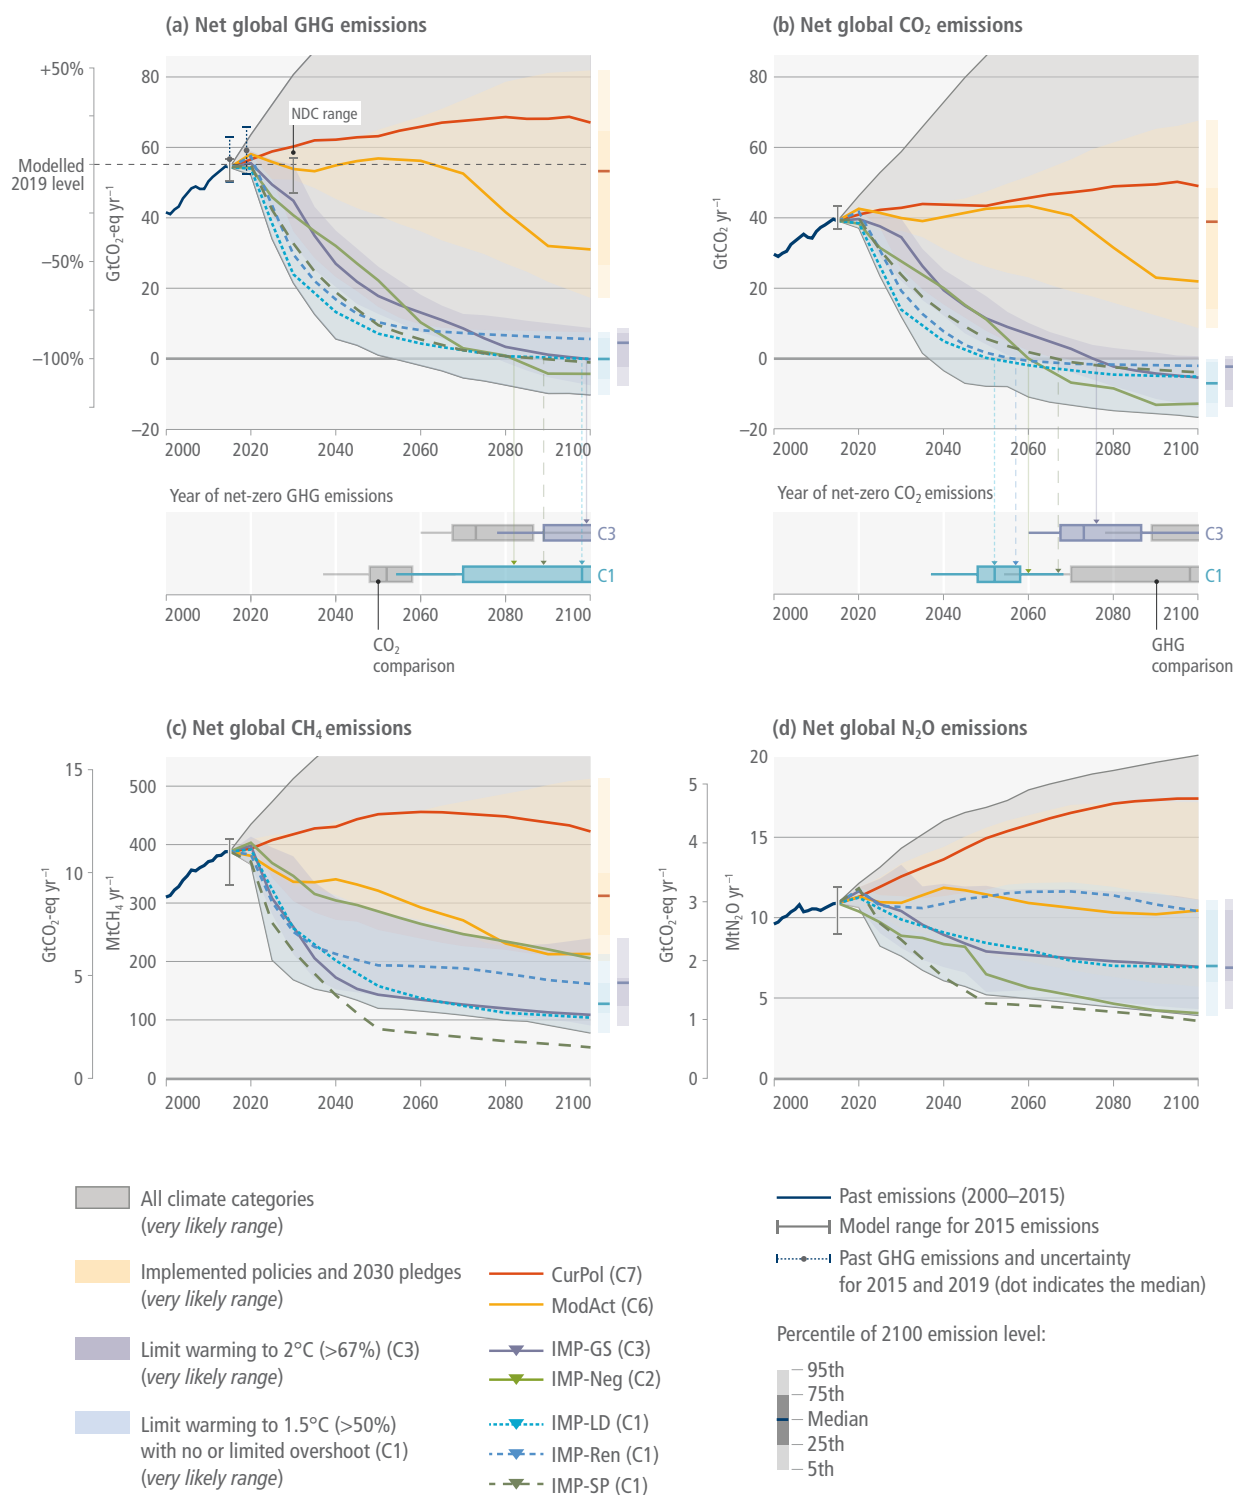 (a) Net global GHG emissions
+50%
Modelled
2019 level
−50%
−100%
GtCO2-eq yr−1
80
60
40
20
0
−20
NDC range
2000 2020 2040 2060 2080 2100
Year of net-zero GHG emissions
C3
C1
2000 2020 2040 2060 2080 2100
CO2
comparison
(b) Net global CO2 emissions
GtCO2 yr−1
80
60
40
20
0
−20
2000 2020 2040 2060 2080 2100
Year of net-zero CO2 emissions
C3
C1
2000 2020 2040 2060 2080 2100
GHG
comparison
(c) Net global CH4 emissions
GtCO2-eq yr−1
15
10
5
0
MtCH4 yr−1
500
400
300
200
100
0
2000 2020 2040 2060 2080 2100
(d) Net global N2O emissions
GtCO2-eq yr−1
5
4
3
2
1
0
MtN2O yr−1
20
15
10
5
0
2000 2020 2040 2060 2080 2100
All climate categories
(very likely range)
Implemented policies and 2030 pledges
(very likely range)
Limit warming to 2°C (>67%) (C3)
(very likely range)
Limit warming to 1.5°C (>50%)
with no or limited overshoot (C1)
(very likely range)
CurPol (C7)
ModAct (C6)
IMP-GS (C3)
IMP-Neg (C2)
IMP-LD (C1)
IMP-Ren (C1)
IMP-SP (C1)
Past emissions (2000–2015)
Model range for 2015 emissions
Past GHG emissions and uncertainty
for 2015 and 2019 (dot indicates the median)
Percentile of 2100 emission level:
95th
75th
Median
25th
5th